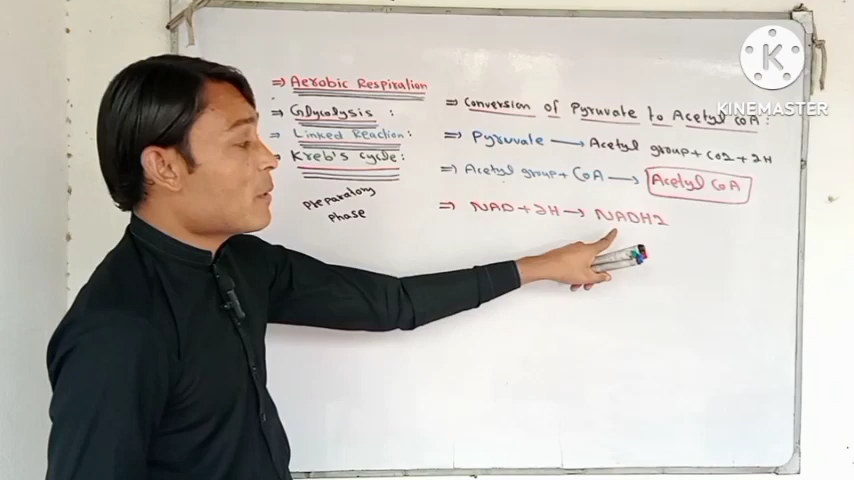 ⇒ Aerobic Respiration
Glycolysis :
⇒ Linked Reaction:
Kreb's cycle:
Preparatory
phase
⇒ Conversion of Pyruvate to Acetyl CoA :
⇒ Pyruvate ⟶ Acetyl group + CO2 + 2H
⇒ Acetyl group + CoA ⟶ Acetyl CoA
⇒ NAD + 2H → NADH2
K
KINEMASTER